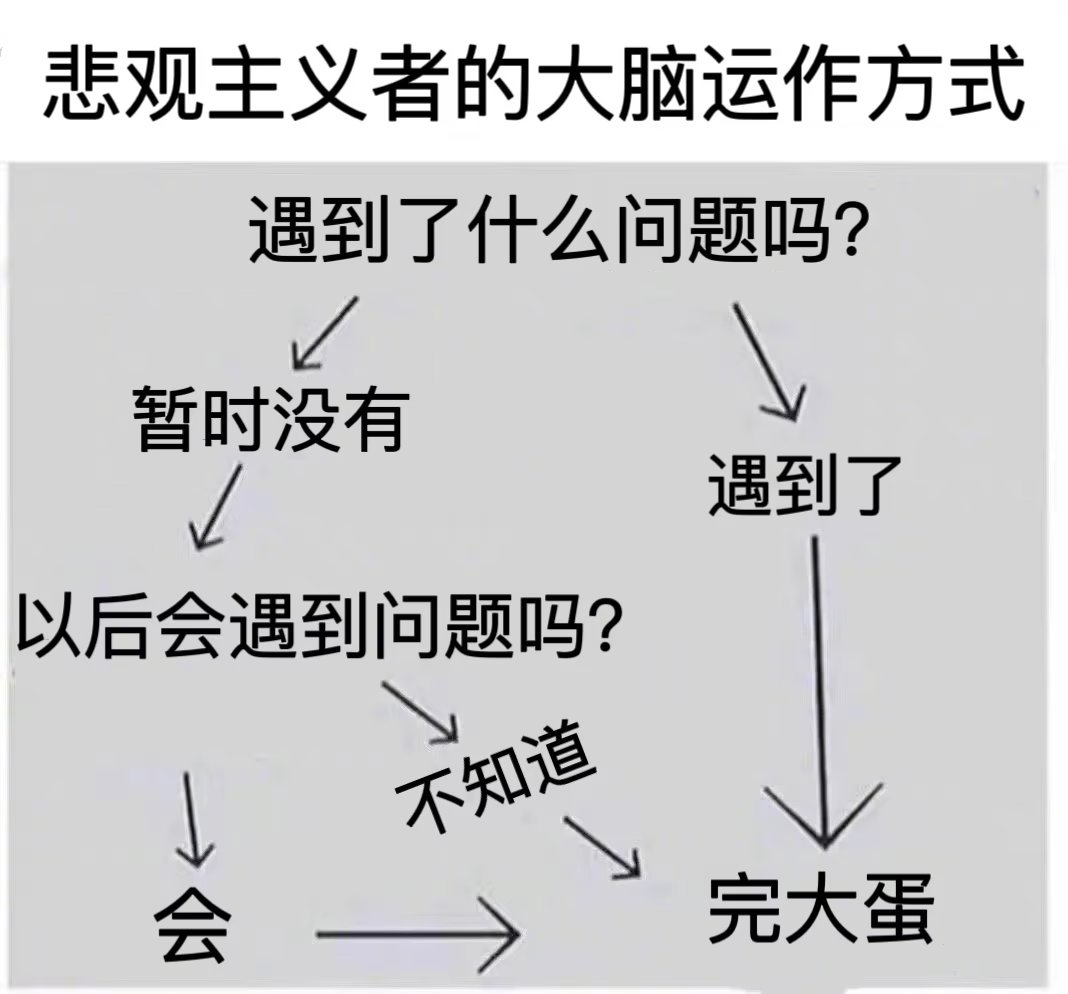 悲观主义者的大脑运作方式
遇到了什么问题吗?
暂时没有
遇到了
以后会遇到问题吗?
不知道
会
完大蛋